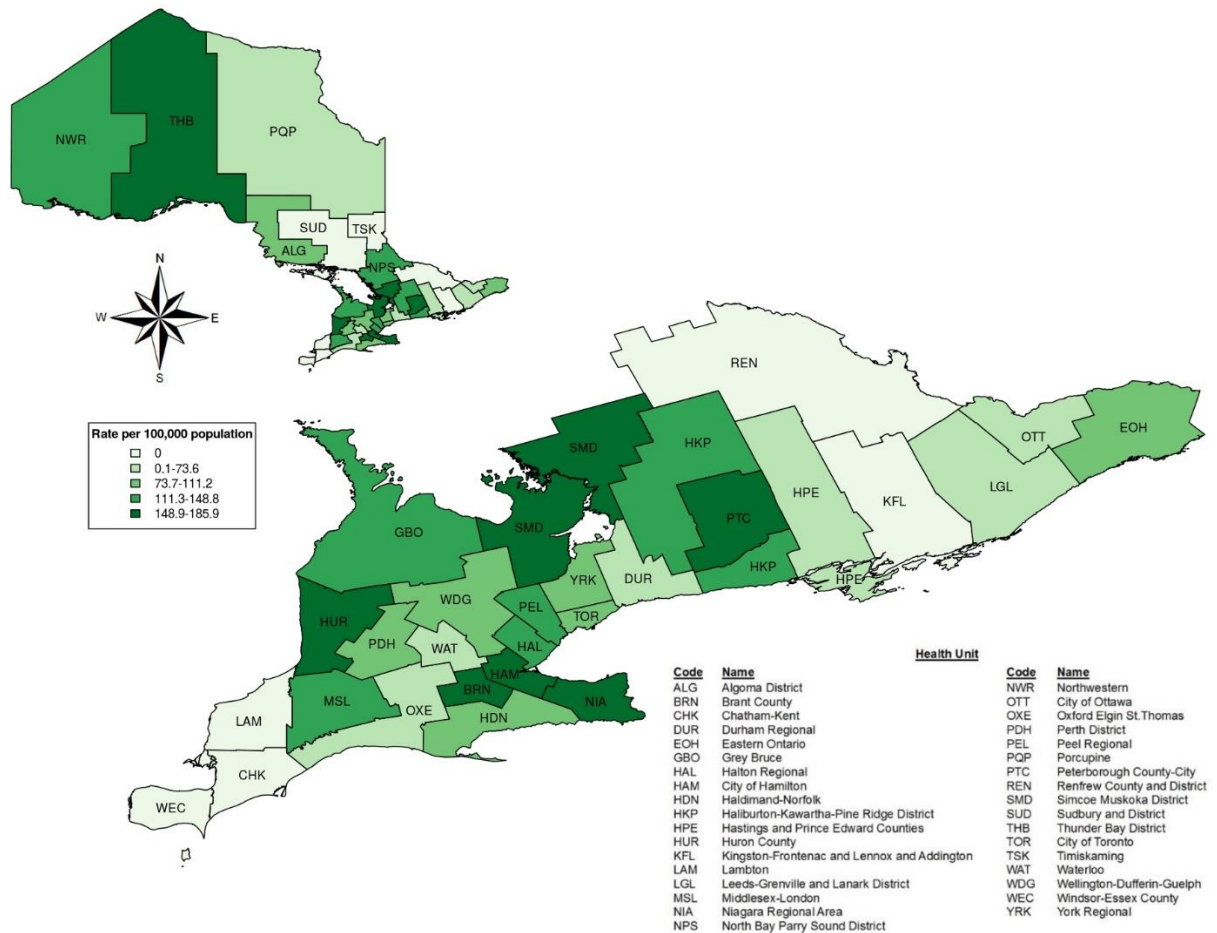 THB
NWR
PQP
SUD
TSK
ALG
NPS
N
W
E
S
Rate per 100,000 population
0
0.1-73.6
73.7-111.2
111.3-148.8
148.9-185.9
REN
SMD
HKP
OTT
EOH
HPE
KFL
LGL
PTC
GBO
SMD
HKP
HPE
YRK
DUR
WDG
PEL
TOR
HUR
PDH
WAT
HAL
HAM
BRN
NIA
MSL
OXE
HDN
LAM
CHK
WEC
Health Unit
Code Name
ALG Algoma District
BRN Brant County
CHK Chatham-Kent
DUR Durham Regional
EOH Eastern Ontario
GBO Grey Bruce
HAL Halton Regional
HAM City of Hamilton
HDN Haldimand-Norfolk
HKP Haliburton-Kawartha-Pine Ridge District
HPE Hastings and Prince Edward Counties
HUR Huron County
KFL Kingston-Frontenac and Lennox and Addington
LAM Lambton
LGL Leeds-Grenville and Lanark District
MSL Middlesex-London
NIA Niagara Regional Area
NPS North Bay Parry Sound District
Code Name
NWR Northwestern
OTT City of Ottawa
OXE Oxford Elgin St.Thomas
PDH Perth District
PEL Peel Regional
PQP Porcupine
PTC Peterborough County-City
REN Renfrew County and District
SMD Simcoe Muskoka District
SUD Sudbury and District
THB Thunder Bay District
TOR City of Toronto
TSK Timiskaming
WAT Waterloo
WDG Wellington-Dufferin-Guelph
WEC Windsor-Essex County
YRK York Regional